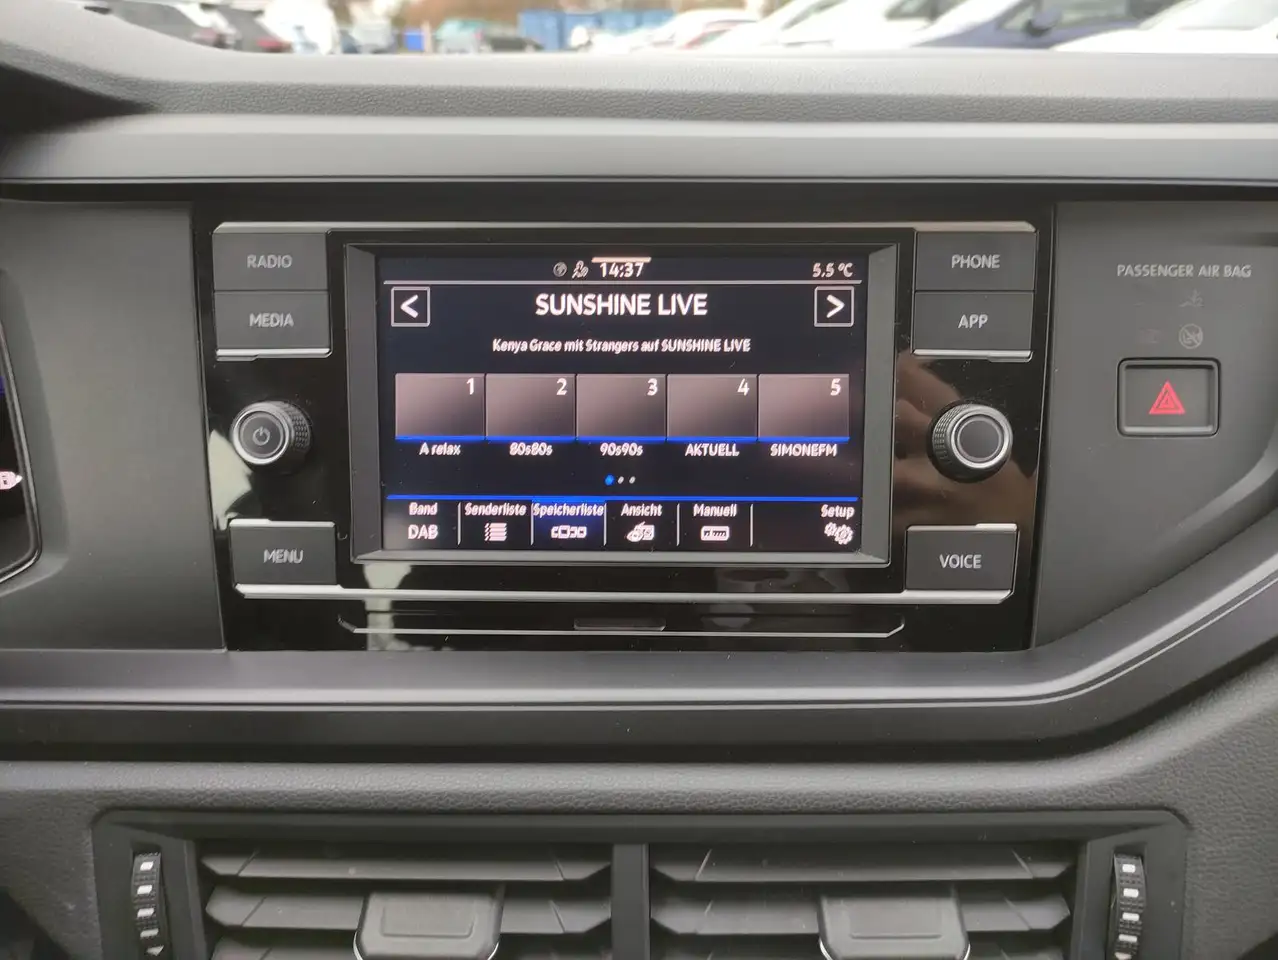 RADIO
MEDIA
MENU
14:37
5.5 °C
<
SUNSHINE LIVE
>
Kenya Grace mit Strangers auf SUNSHINE LIVE
1
2
3
4
5
A relax
80s80s
90s90s
AKTUELL
SIMONEFM
Band
Senderliste
Speicherliste
Ansicht
Manuell
Setup
DAB
PHONE
APP
VOICE
PASSENGER AIR BAG